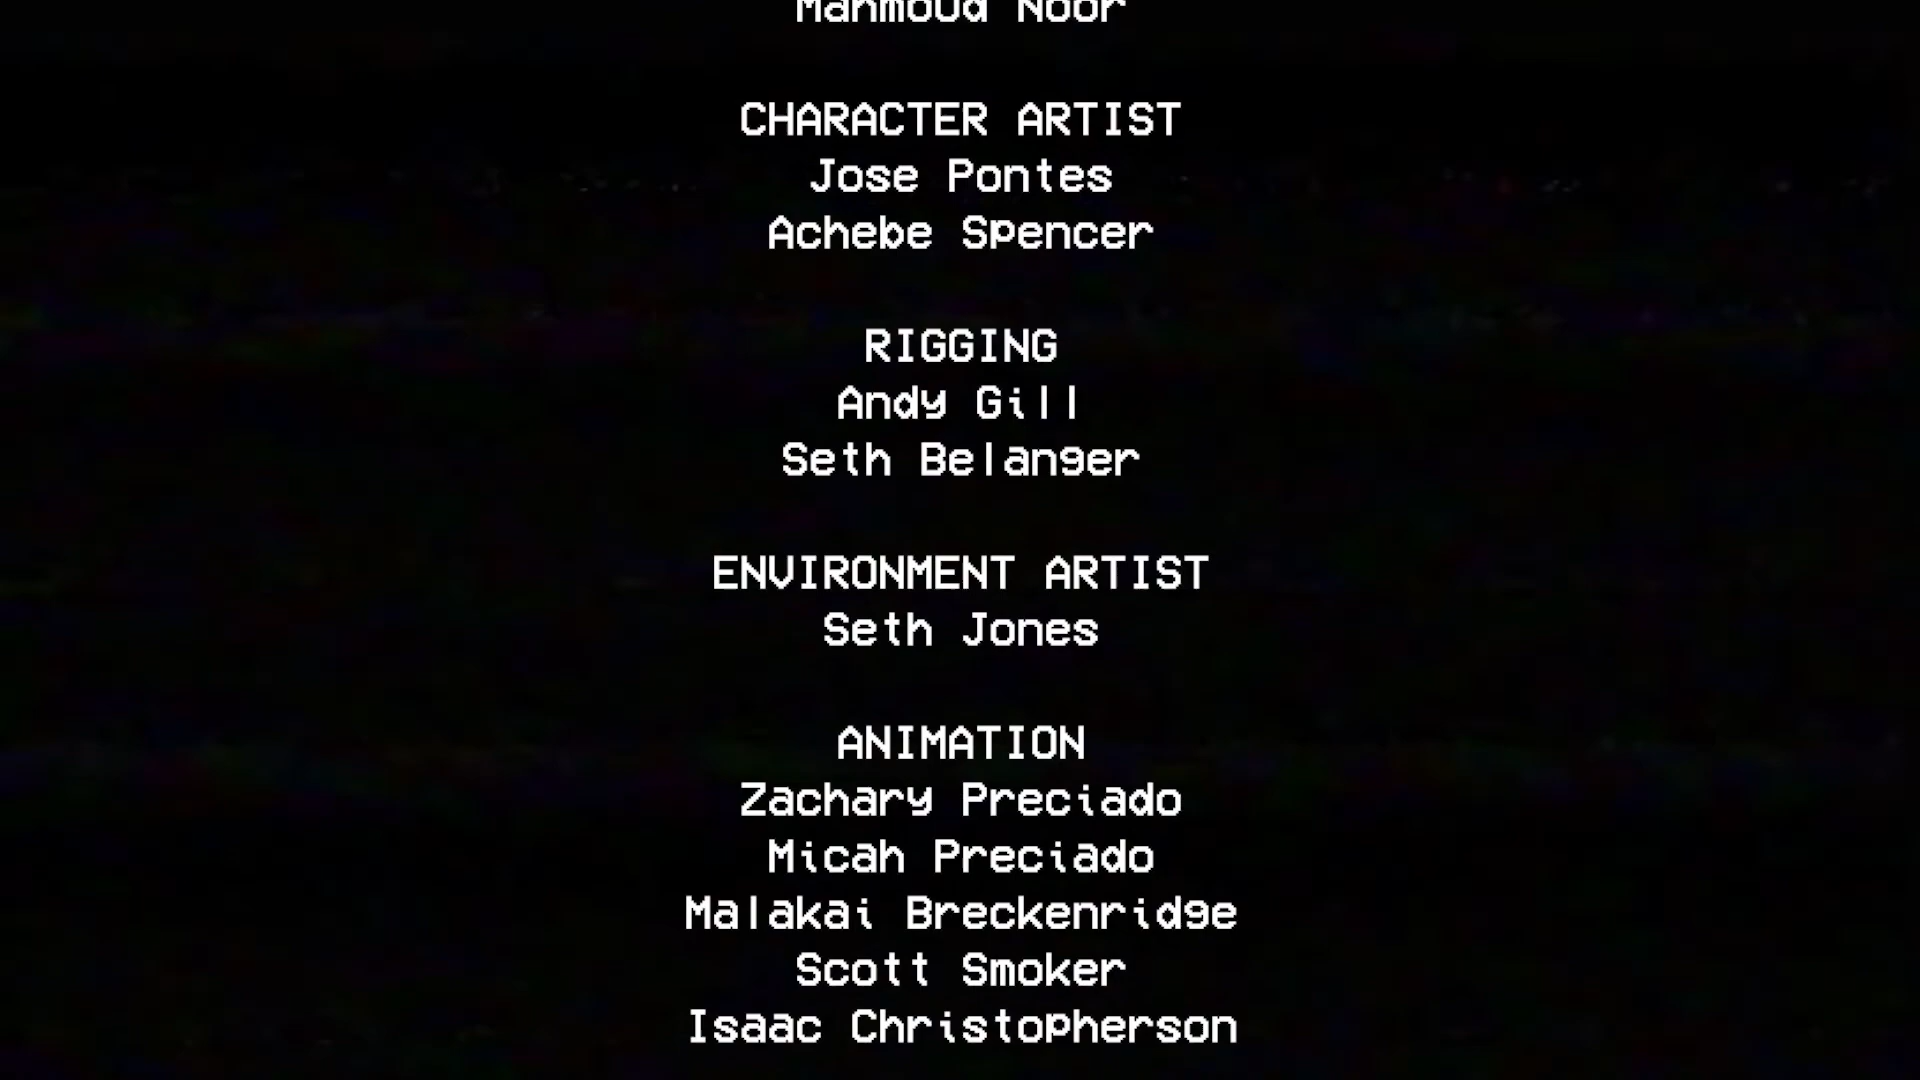 Mahmoud Noor
CHARACTER ARTIST
Jose Pontes
Achebe Spencer
RIGGING
Andy Gill
Seth Belanger
ENVIRONMENT ARTIST
Seth Jones
ANIMATION
Zachary Preciado
Micah Preciado
Malakai Breckenridge
Scott Smoker
Isaac Christopherson